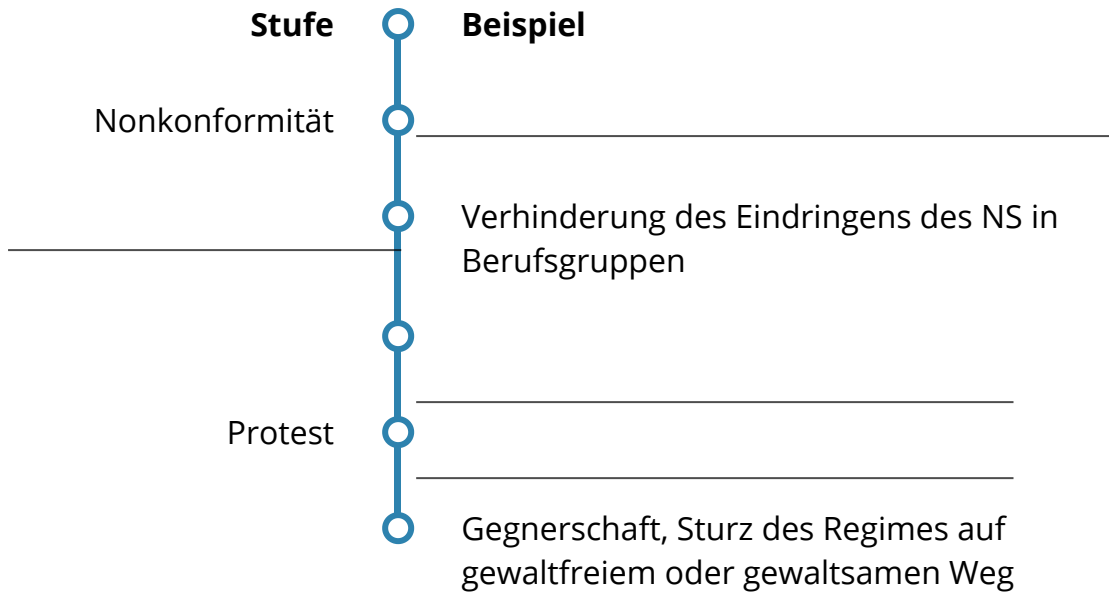 Stufe Beispiel
Nonkonformität
Verhinderung des Eindringens des NS in
Berufsgruppen
Protest
Gegnerschaft, Sturz des Regimes auf
gewaltfreiem oder gewaltsamen Weg